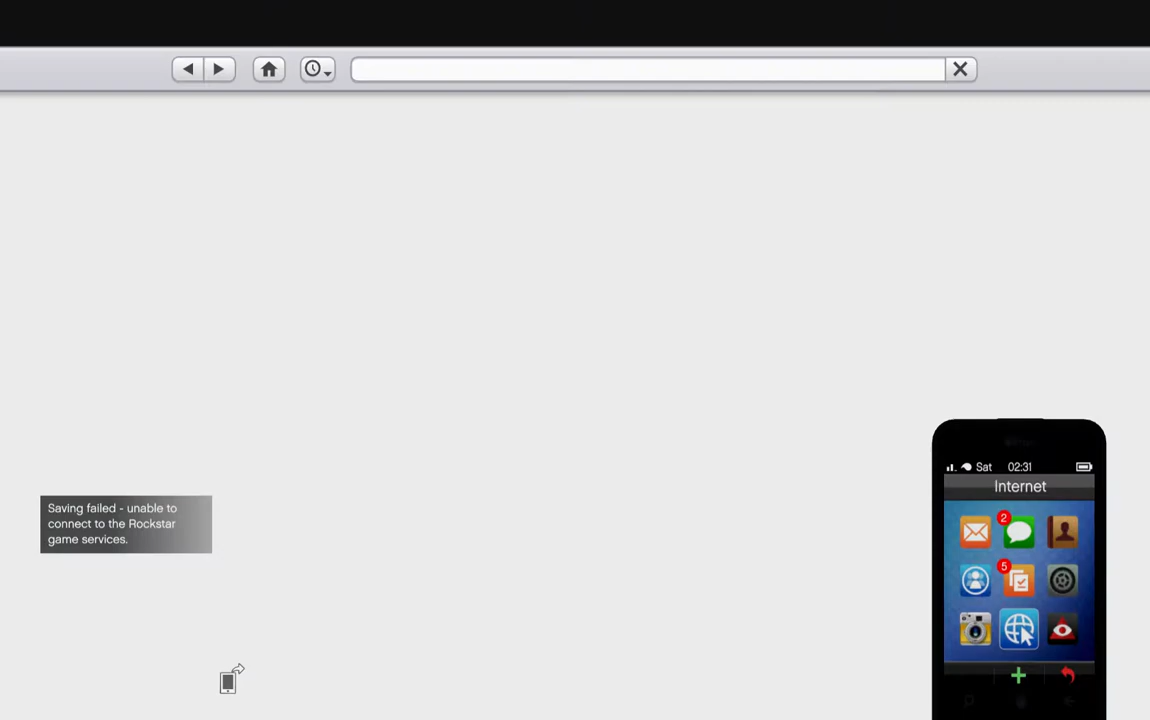 Saving failed - unable to
connect to the Rockstar
game services.
Sat 02:31
Internet
2
5